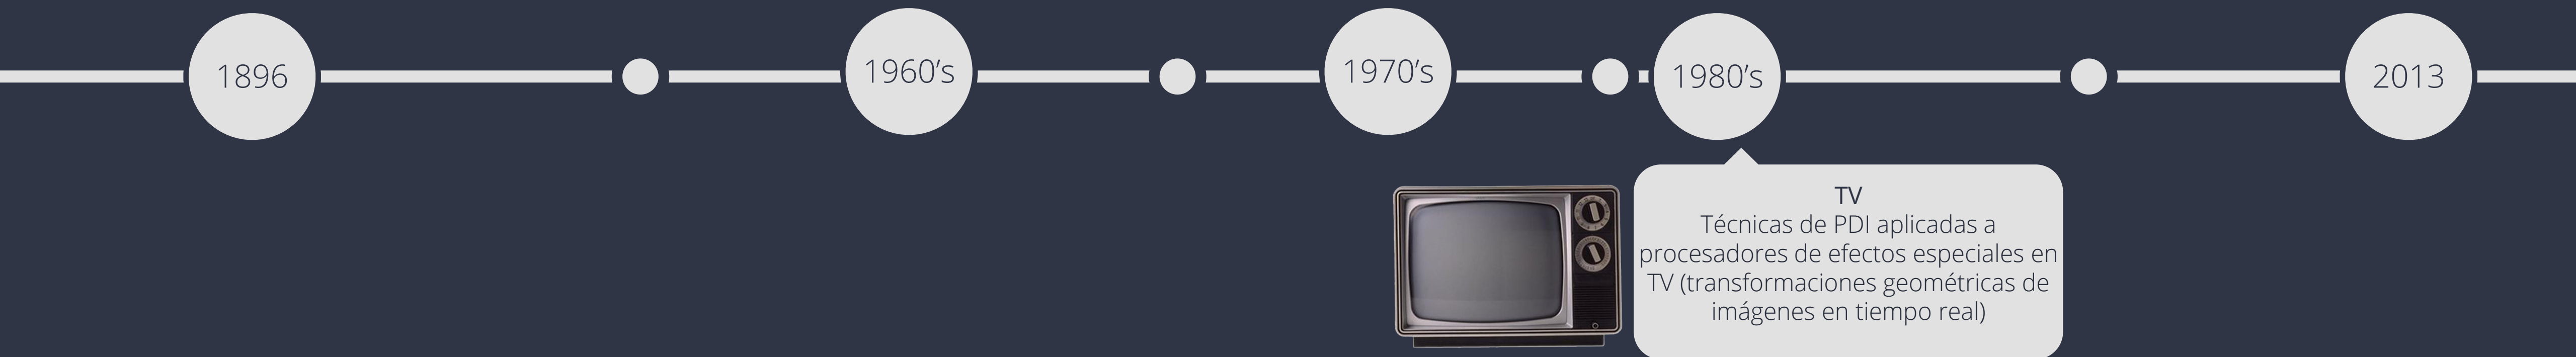 1896
1960's
1970's
1980's
2013
TV
Técnicas de PDI aplicadas a
procesadores de efectos especiales en
TV (transformaciones geométricas de
imágenes en tiempo real)